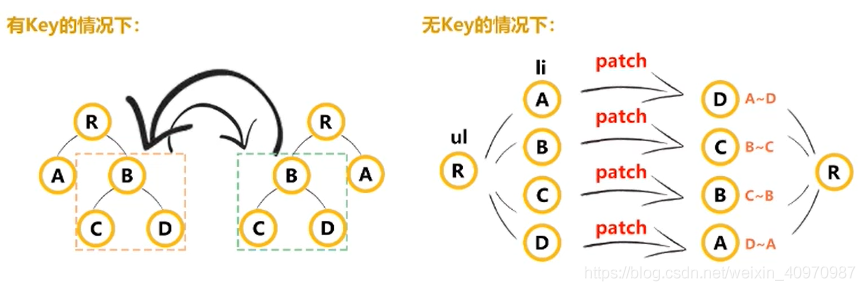 有Key的情况下：
R
A
B
C
D
R
B
A
C
D
无Key的情况下：
ul
R
li
A
patch
D
A~D
B
patch
C
B~C
C
patch
B
C~B
D
patch
A
D~A
R
https://blog.csdn.net/weixin_40970987